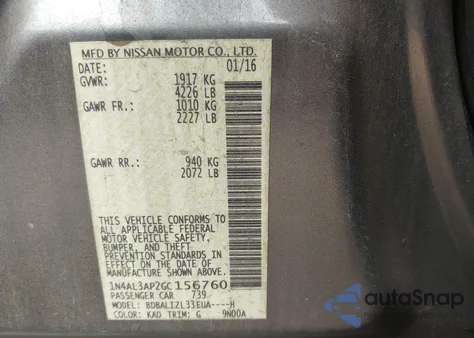 MFD BY NISSAN MOTOR CO., LTD.
DATE: 01/16
GVWR: 1917 KG
4226 LB
GAWR FR.: 1010 KG
2227 LB
GAWR RR.: 940 KG
2072 LB
THIS VEHICLE CONFORMS TO
ALL APPLICABLE FEDERAL
MOTOR VEHICLE SAFETY,
BUMPER, AND THEFT
PREVENTION STANDARDS IN
EFFECT ON THE DATE OF
MANUFACTURE SHOWN ABOVE.
1N4AL3AP2GC156760
PASSENGER CAR 739
MODEL: BDBALIZL33EUA----H
COLOR: KAD TRIM: G 9N00A
autoSnap